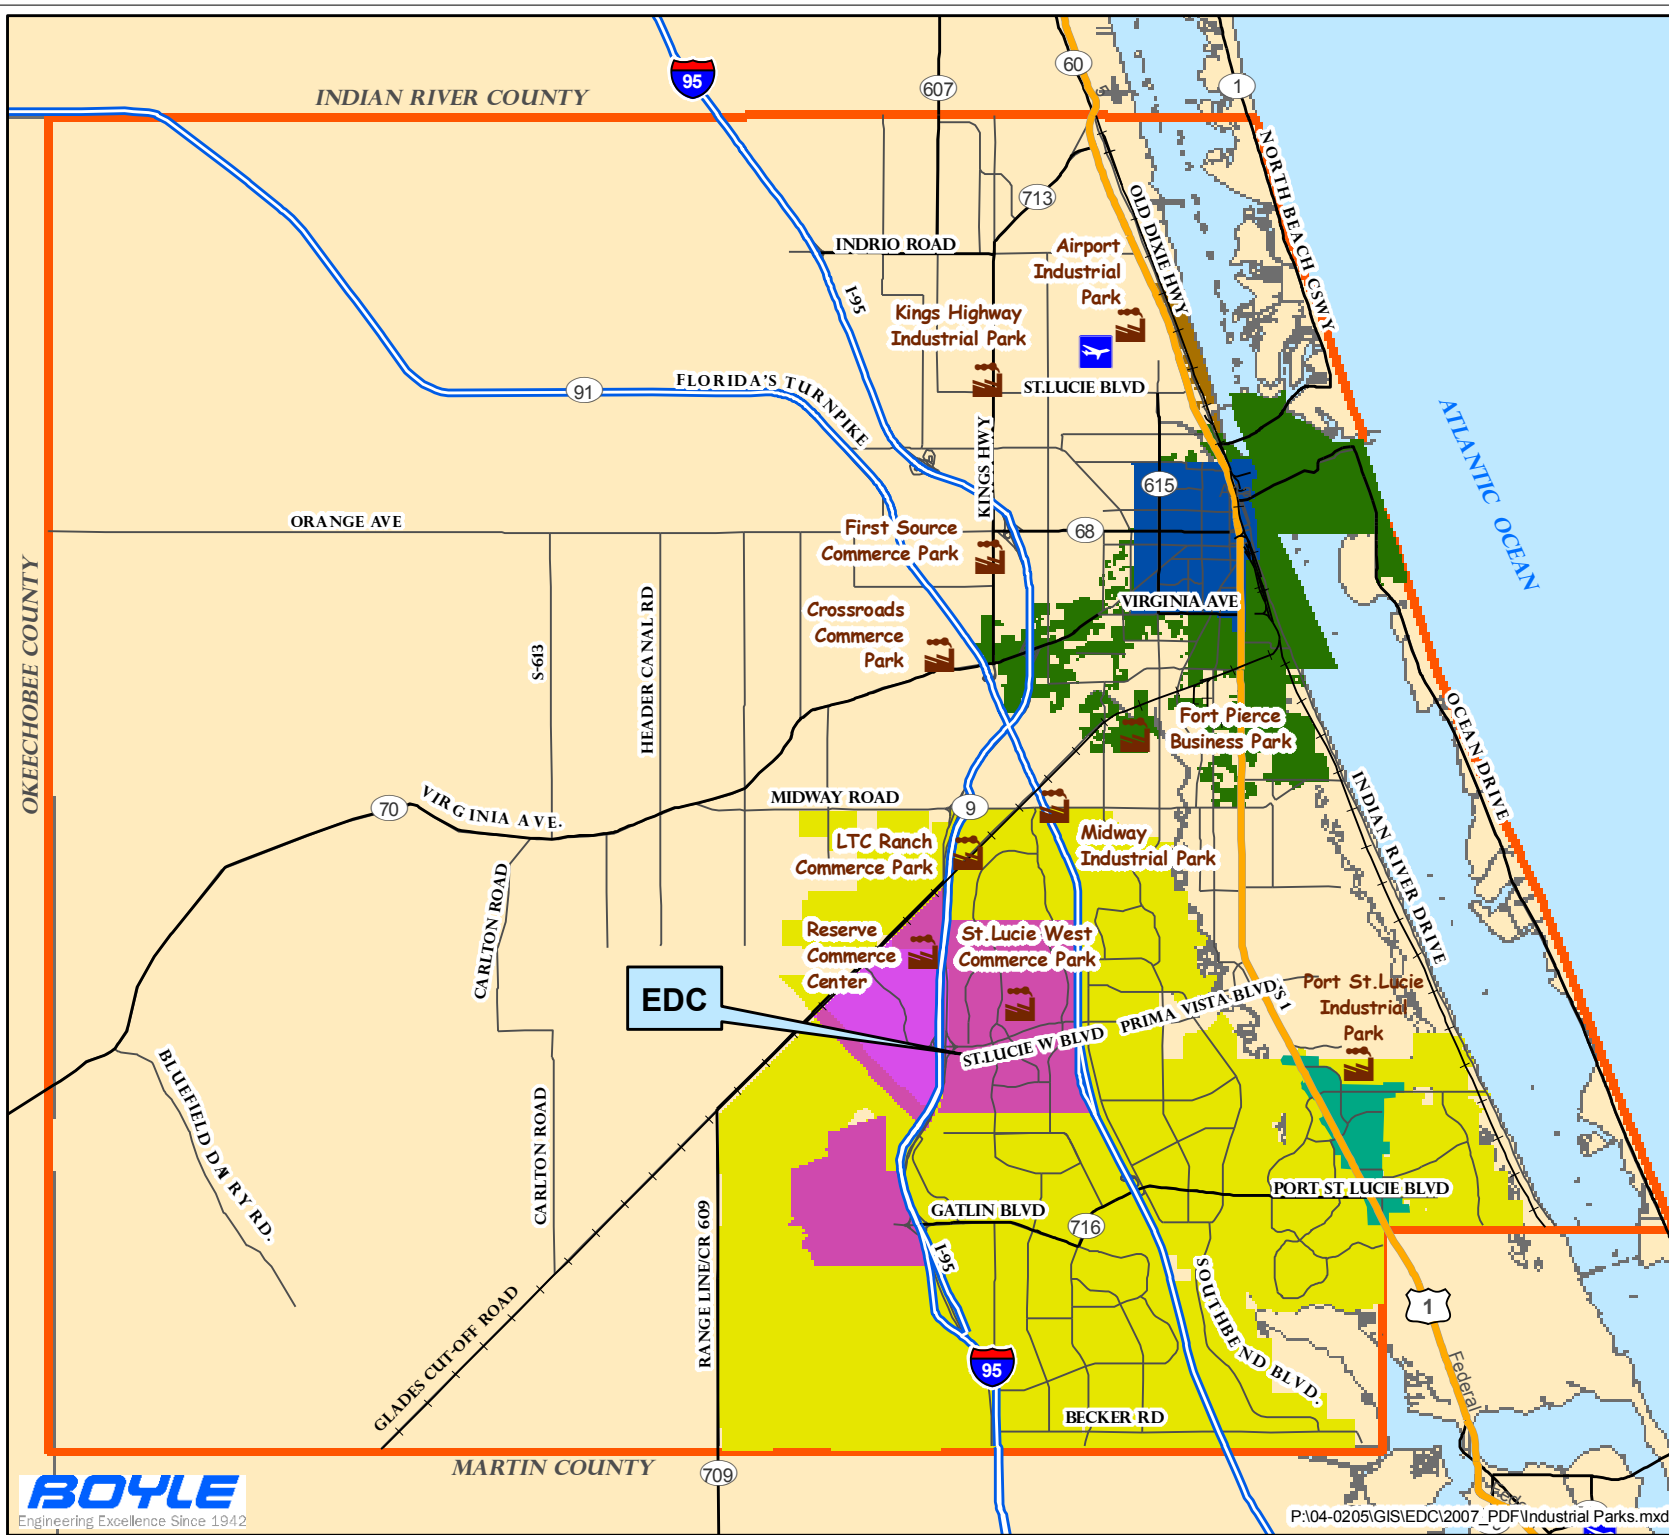 60
95
607
1
INDIAN RIVER COUNTY
NORTH BEACH CSWY
713
OLD DIXIE HWY
INDRIO ROAD
Airport
Industrial
Park
I-95
Kings Highway
Industrial Park
FLORIDA'S TURNPIKE
91
ST.LUCIE BLVD
ATLANTIC OCEAN
KINGS HWY
615
ORANGE AVE
68
First Source
Commerce Park
OKEECHOBEE COUNTY
S-613
HEADER CANAL RD
VIRGINIA AVE
Crossroads
Commerce
Park
Fort Pierce
Business Park
OCEAN DRIVE
70
VIRGINIA AVE.
MIDWAY ROAD
9
INDIAN RIVER DRIVE
LTC Ranch
Commerce Park
Midway
Industrial Park
CARLTON ROAD
Reserve
Commerce
Center
St.Lucie West
Commerce Park
EDC
ST.LUCIE W BLVD
PRIMA VISTA BLVD
Port St.Lucie
Industrial
Park
BLUEFIELD DAIRY RD.
CARLTON ROAD
RANGE LINE/CR 609
GATLIN BLVD
716
PORT ST LUCIE BLVD
I-95
SOUTHBEND BLVD.
1
GLADES CUT-OFF ROAD
95
Federal
BECKER RD
MARTIN COUNTY
709
BOYLE
Engineering Excellence Since 1942
P:\04-0205\GIS\EDC\2007_PDF\Industrial Parks.mxd